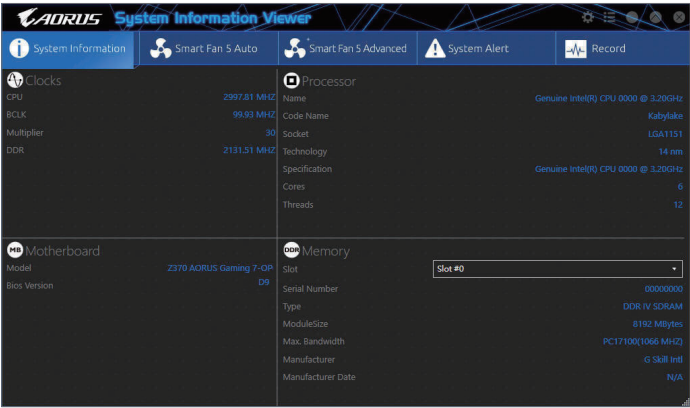 AORUS System Information Viewer
System Information Smart Fan 5 Auto Smart Fan 5 Advanced System Alert Record
Clocks
CPU 2997.81 MHZ
BCLK 99.93 MHZ
Multiplier 30
DDR 2131.51 MHZ
Processor
Name Genuine Intel(R) CPU 0000 @ 3.20GHz
Code Name Kabylake
Socket LGA1151
Technology 14 nm
Specification Genuine Intel(R) CPU 0000 @ 3.20GHz
Cores 6
Threads 12
MB Motherboard
Model Z370 AORUS Gaming 7-OP
Bios Version D9
DDR Memory
Slot Slot #0
Serial Number 00000000
Type DDR IV SDRAM
ModuleSize 8192 MBytes
Max. Bandwidth PC17100(1066 MHZ)
Manufacturer G Skill Intl
Manufacturer Date N/A